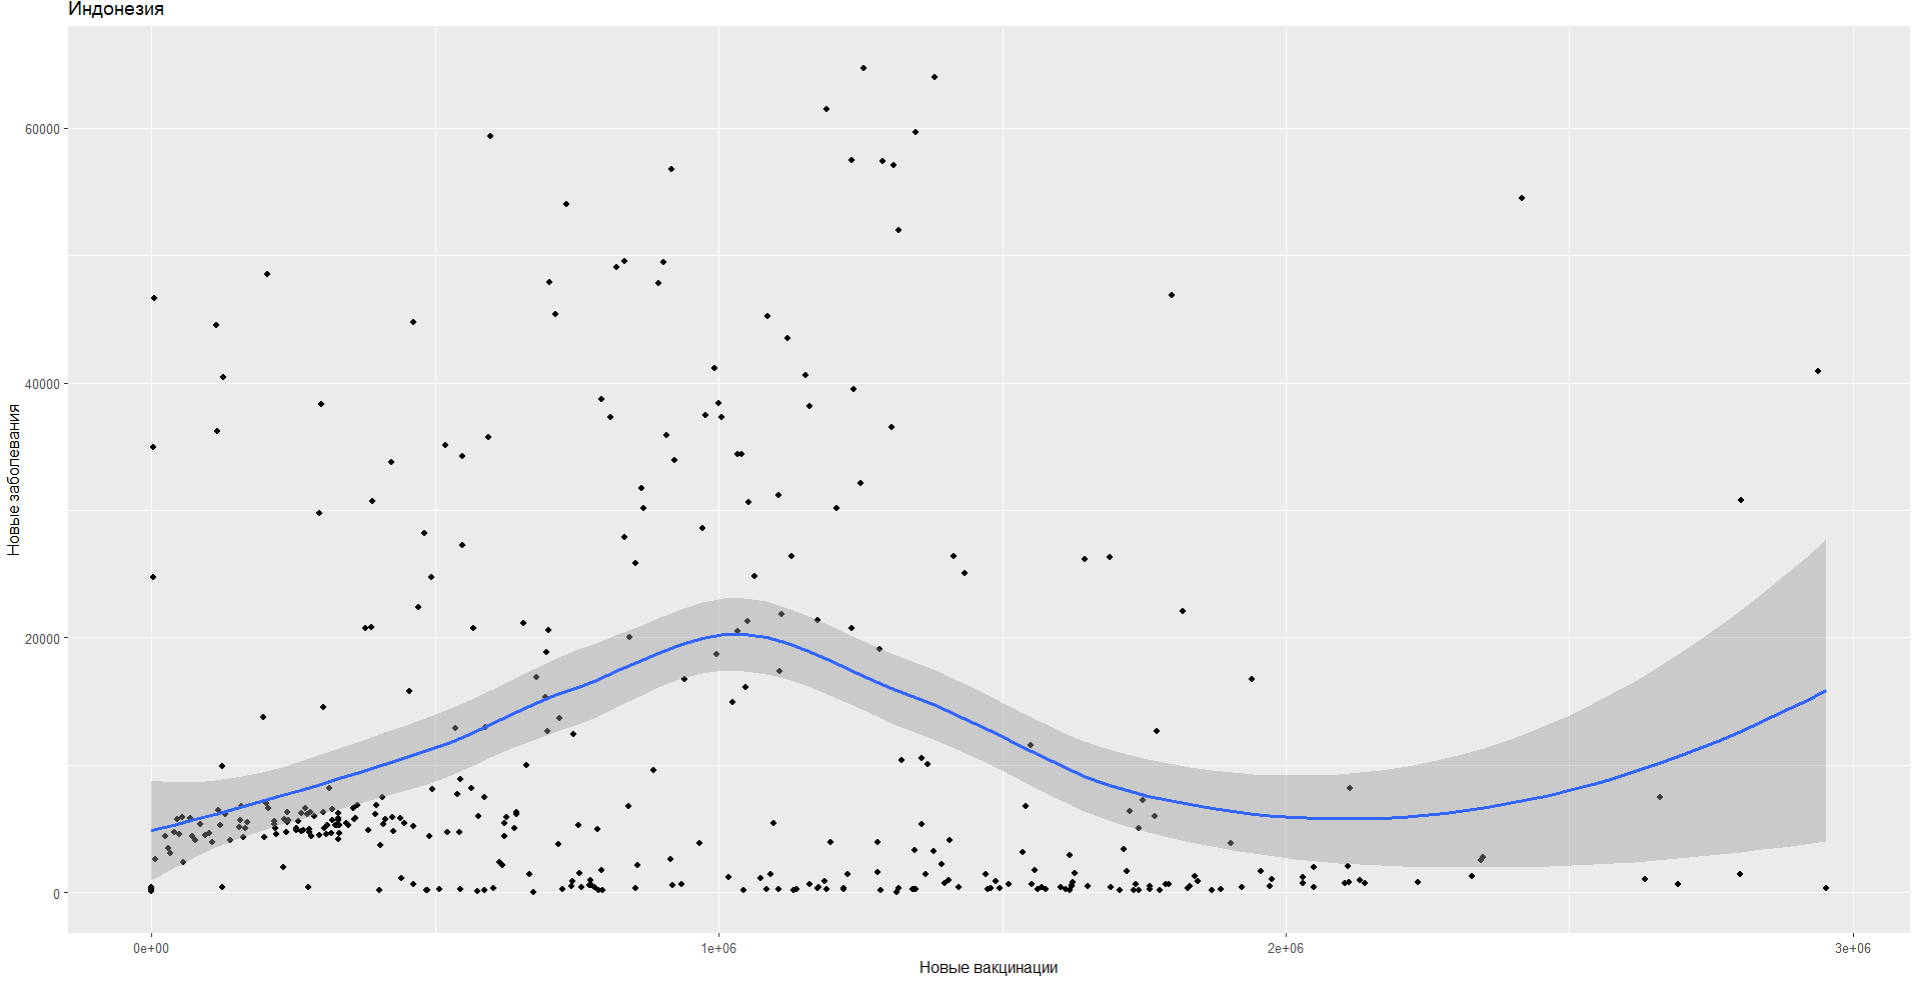 Индонезия
Новые заболевания
60000
40000
20000
0
0e+00 1e+06 2e+06 3e+06
Новые вакцинации